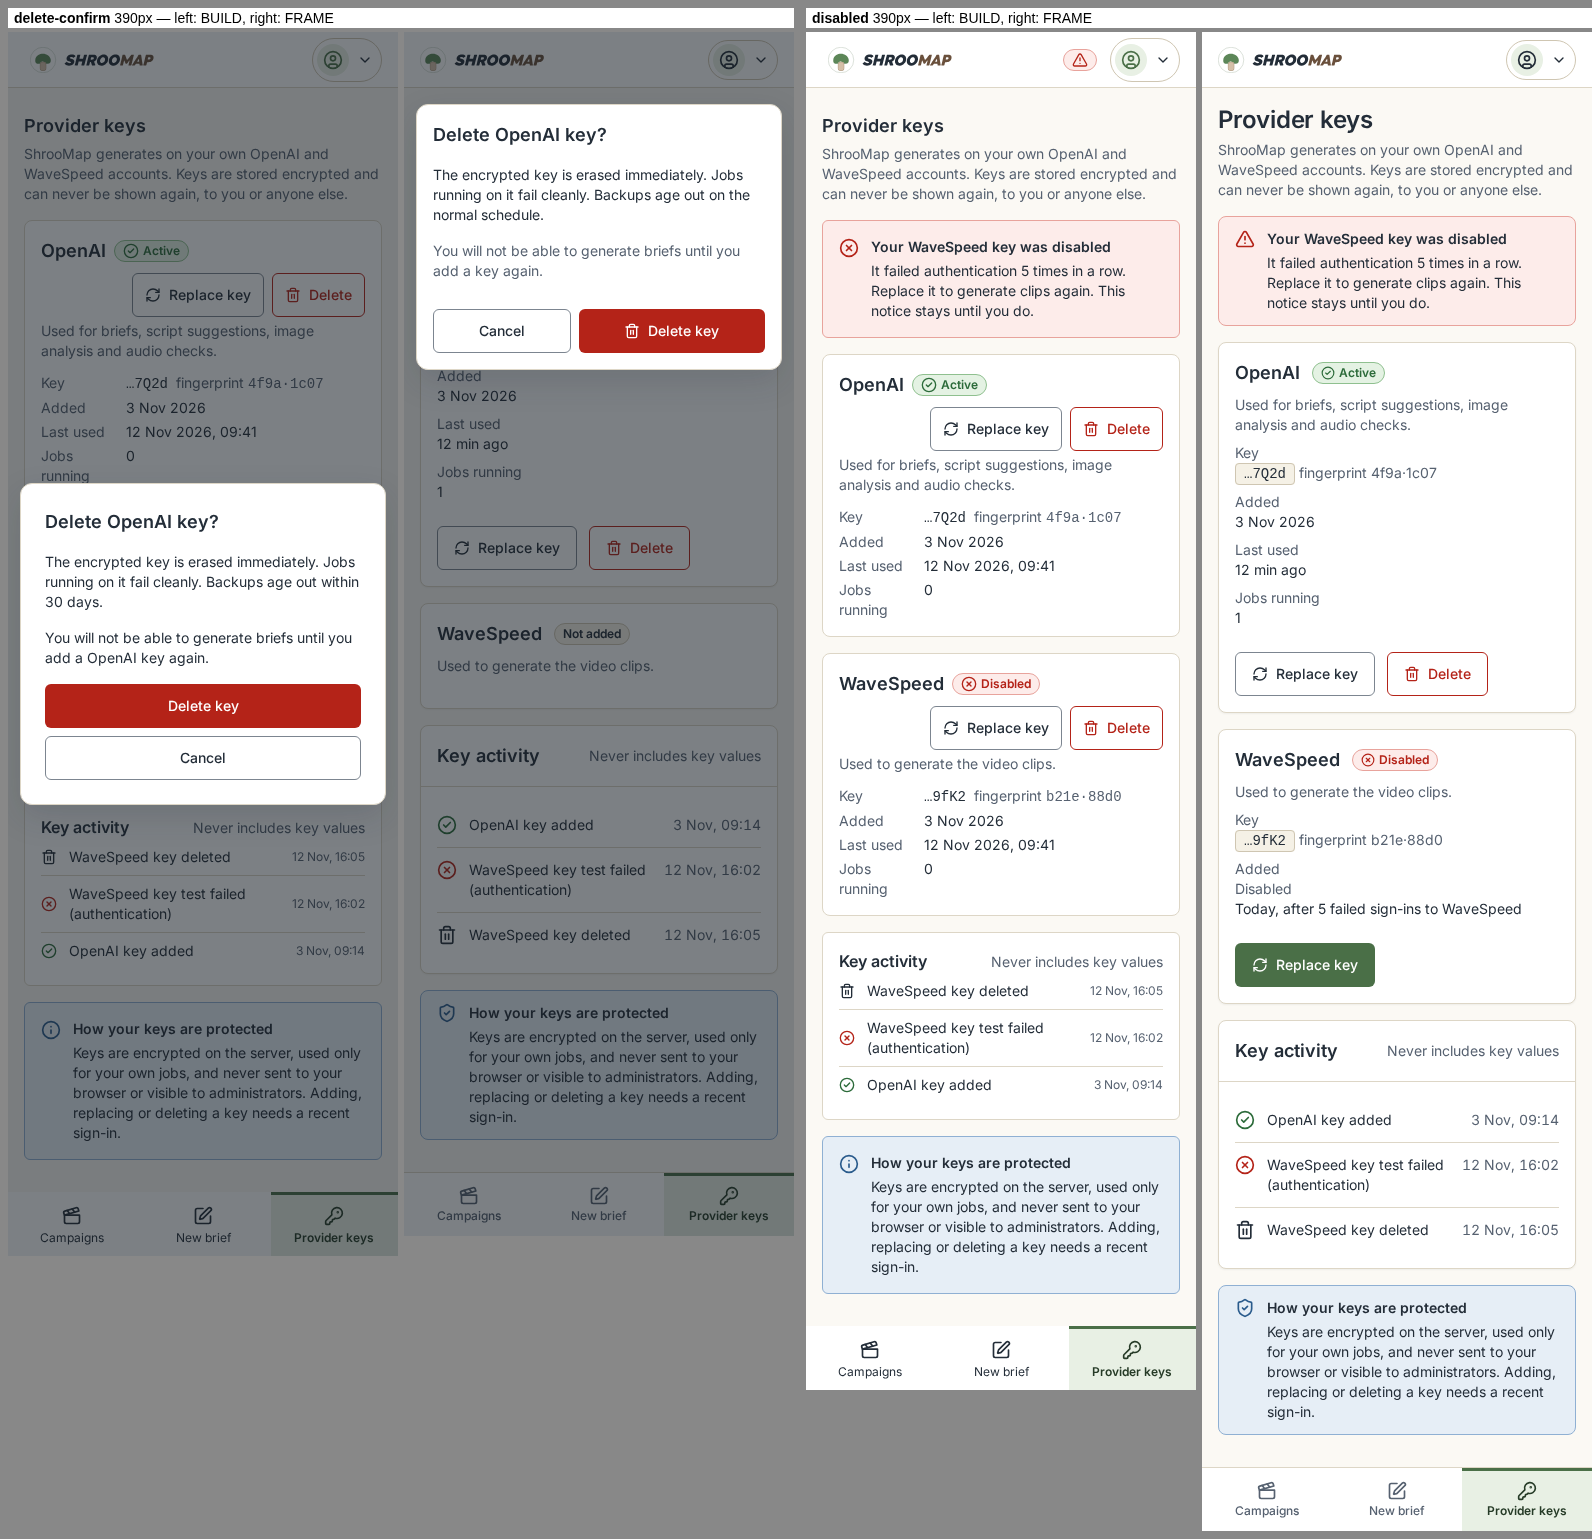 delete-confirm 390px — left: BUILD, right: FRAME
SHROOMAP
Provider keys
ShrooMap generates on your own OpenAI and
WaveSpeed accounts. Keys are stored encrypted and
can never be shown again, to you or anyone else.
OpenAI Active
Replace key Delete
Used for briefs, script suggestions, image
analysis and audio checks.
Key …7Q2d fingerprint 4f9a·1c07
Added 3 Nov 2026
Last used 12 Nov 2026, 09:41
Jobs running 0
Delete OpenAI key?
The encrypted key is erased immediately. Jobs
running on it fail cleanly. Backups age out within
30 days.
You will not be able to generate briefs until you
add a OpenAI key again.
Delete key
Cancel
Key activity Never includes key values
WaveSpeed key deleted 12 Nov, 16:05
WaveSpeed key test failed
(authentication) 12 Nov, 16:02
OpenAI key added 3 Nov, 09:14
How your keys are protected
Keys are encrypted on the server, used only
for your own jobs, and never sent to your
browser or visible to administrators. Adding,
replacing or deleting a key needs a recent
sign-in.
Campaigns New brief Provider keys
SHROOMAP
Delete OpenAI key?
The encrypted key is erased immediately. Jobs
running on it fail cleanly. Backups age out on the
normal schedule.
You will not be able to generate briefs until you
add a key again.
Cancel Delete key
Added
3 Nov 2026
Last used
12 min ago
Jobs running
1
Replace key Delete
WaveSpeed Not added
Used to generate the video clips.
Key activity Never includes key values
OpenAI key added 3 Nov, 09:14
WaveSpeed key test failed 12 Nov, 16:02
(authentication)
WaveSpeed key deleted 12 Nov, 16:05
How your keys are protected
Keys are encrypted on the server, used only
for your own jobs, and never sent to your
browser or visible to administrators. Adding,
replacing or deleting a key needs a recent
sign-in.
Campaigns New brief Provider keys
disabled 390px — left: BUILD, right: FRAME
SHROOMAP
Provider keys
ShrooMap generates on your own OpenAI and
WaveSpeed accounts. Keys are stored encrypted and
can never be shown again, to you or anyone else.
Your WaveSpeed key was disabled
It failed authentication 5 times in a row.
Replace it to generate clips again. This
notice stays until you do.
OpenAI Active
Replace key Delete
Used for briefs, script suggestions, image
analysis and audio checks.
Key …7Q2d fingerprint 4f9a·1c07
Added 3 Nov 2026
Last used 12 Nov 2026, 09:41
Jobs 0
running
WaveSpeed Disabled
Replace key Delete
Used to generate the video clips.
Key …9fK2 fingerprint b21e·88d0
Added 3 Nov 2026
Last used 12 Nov 2026, 09:41
Jobs 0
running
Key activity Never includes key values
WaveSpeed key deleted 12 Nov, 16:05
WaveSpeed key test failed
(authentication) 12 Nov, 16:02
OpenAI key added 3 Nov, 09:14
How your keys are protected
Keys are encrypted on the server, used only
for your own jobs, and never sent to your
browser or visible to administrators. Adding,
replacing or deleting a key needs a recent
sign-in.
Campaigns New brief Provider keys
SHROOMAP
Provider keys
ShrooMap generates on your own OpenAI and
WaveSpeed accounts. Keys are stored encrypted and
can never be shown again, to you or anyone else.
Your WaveSpeed key was disabled
It failed authentication 5 times in a row.
Replace it to generate clips again. This
notice stays until you do.
OpenAI Active
Used for briefs, script suggestions, image
analysis and audio checks.
Key
…7Q2d fingerprint 4f9a·1c07
Added
3 Nov 2026
Last used
12 min ago
Jobs running
1
Replace key Delete
WaveSpeed Disabled
Used to generate the video clips.
Key
…9fK2 fingerprint b21e·88d0
Added
Disabled
Today, after 5 failed sign-ins to WaveSpeed
Replace key
Key activity Never includes key values
OpenAI key added 3 Nov, 09:14
WaveSpeed key test failed 12 Nov, 16:02
(authentication)
WaveSpeed key deleted 12 Nov, 16:05
How your keys are protected
Keys are encrypted on the server, used only
for your own jobs, and never sent to your
browser or visible to administrators. Adding,
replacing or deleting a key needs a recent
sign-in.
Campaigns New brief Provider keys